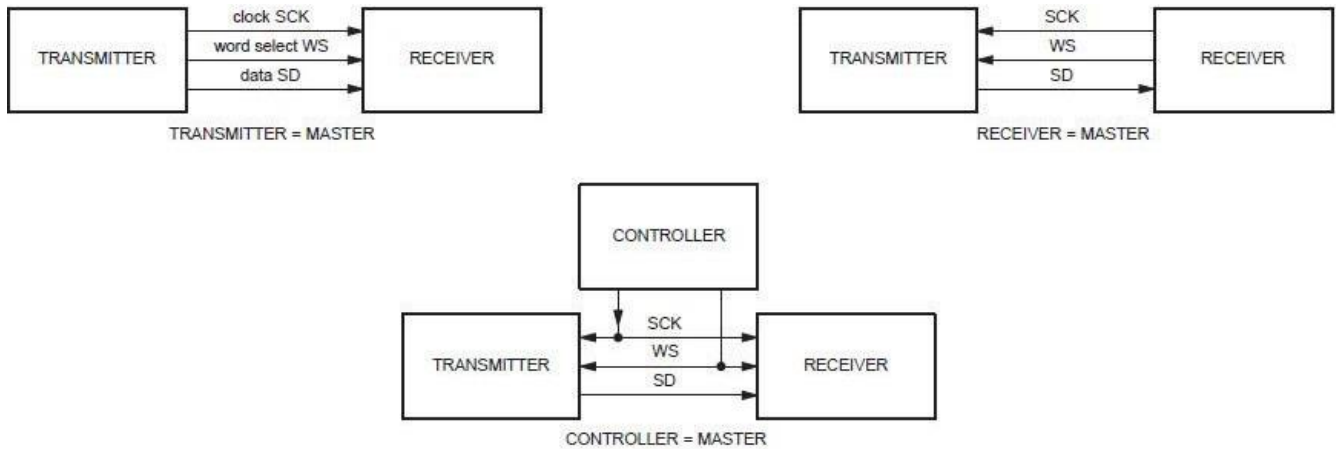 clock SCK
TRANSMITTER
word select WS
RECEIVER
data SD
TRANSMITTER = MASTER
SCK
TRANSMITTER
WS
RECEIVER
SD
RECEIVER = MASTER
CONTROLLER
SCK
TRANSMITTER
WS
RECEIVER
SD
CONTROLLER = MASTER